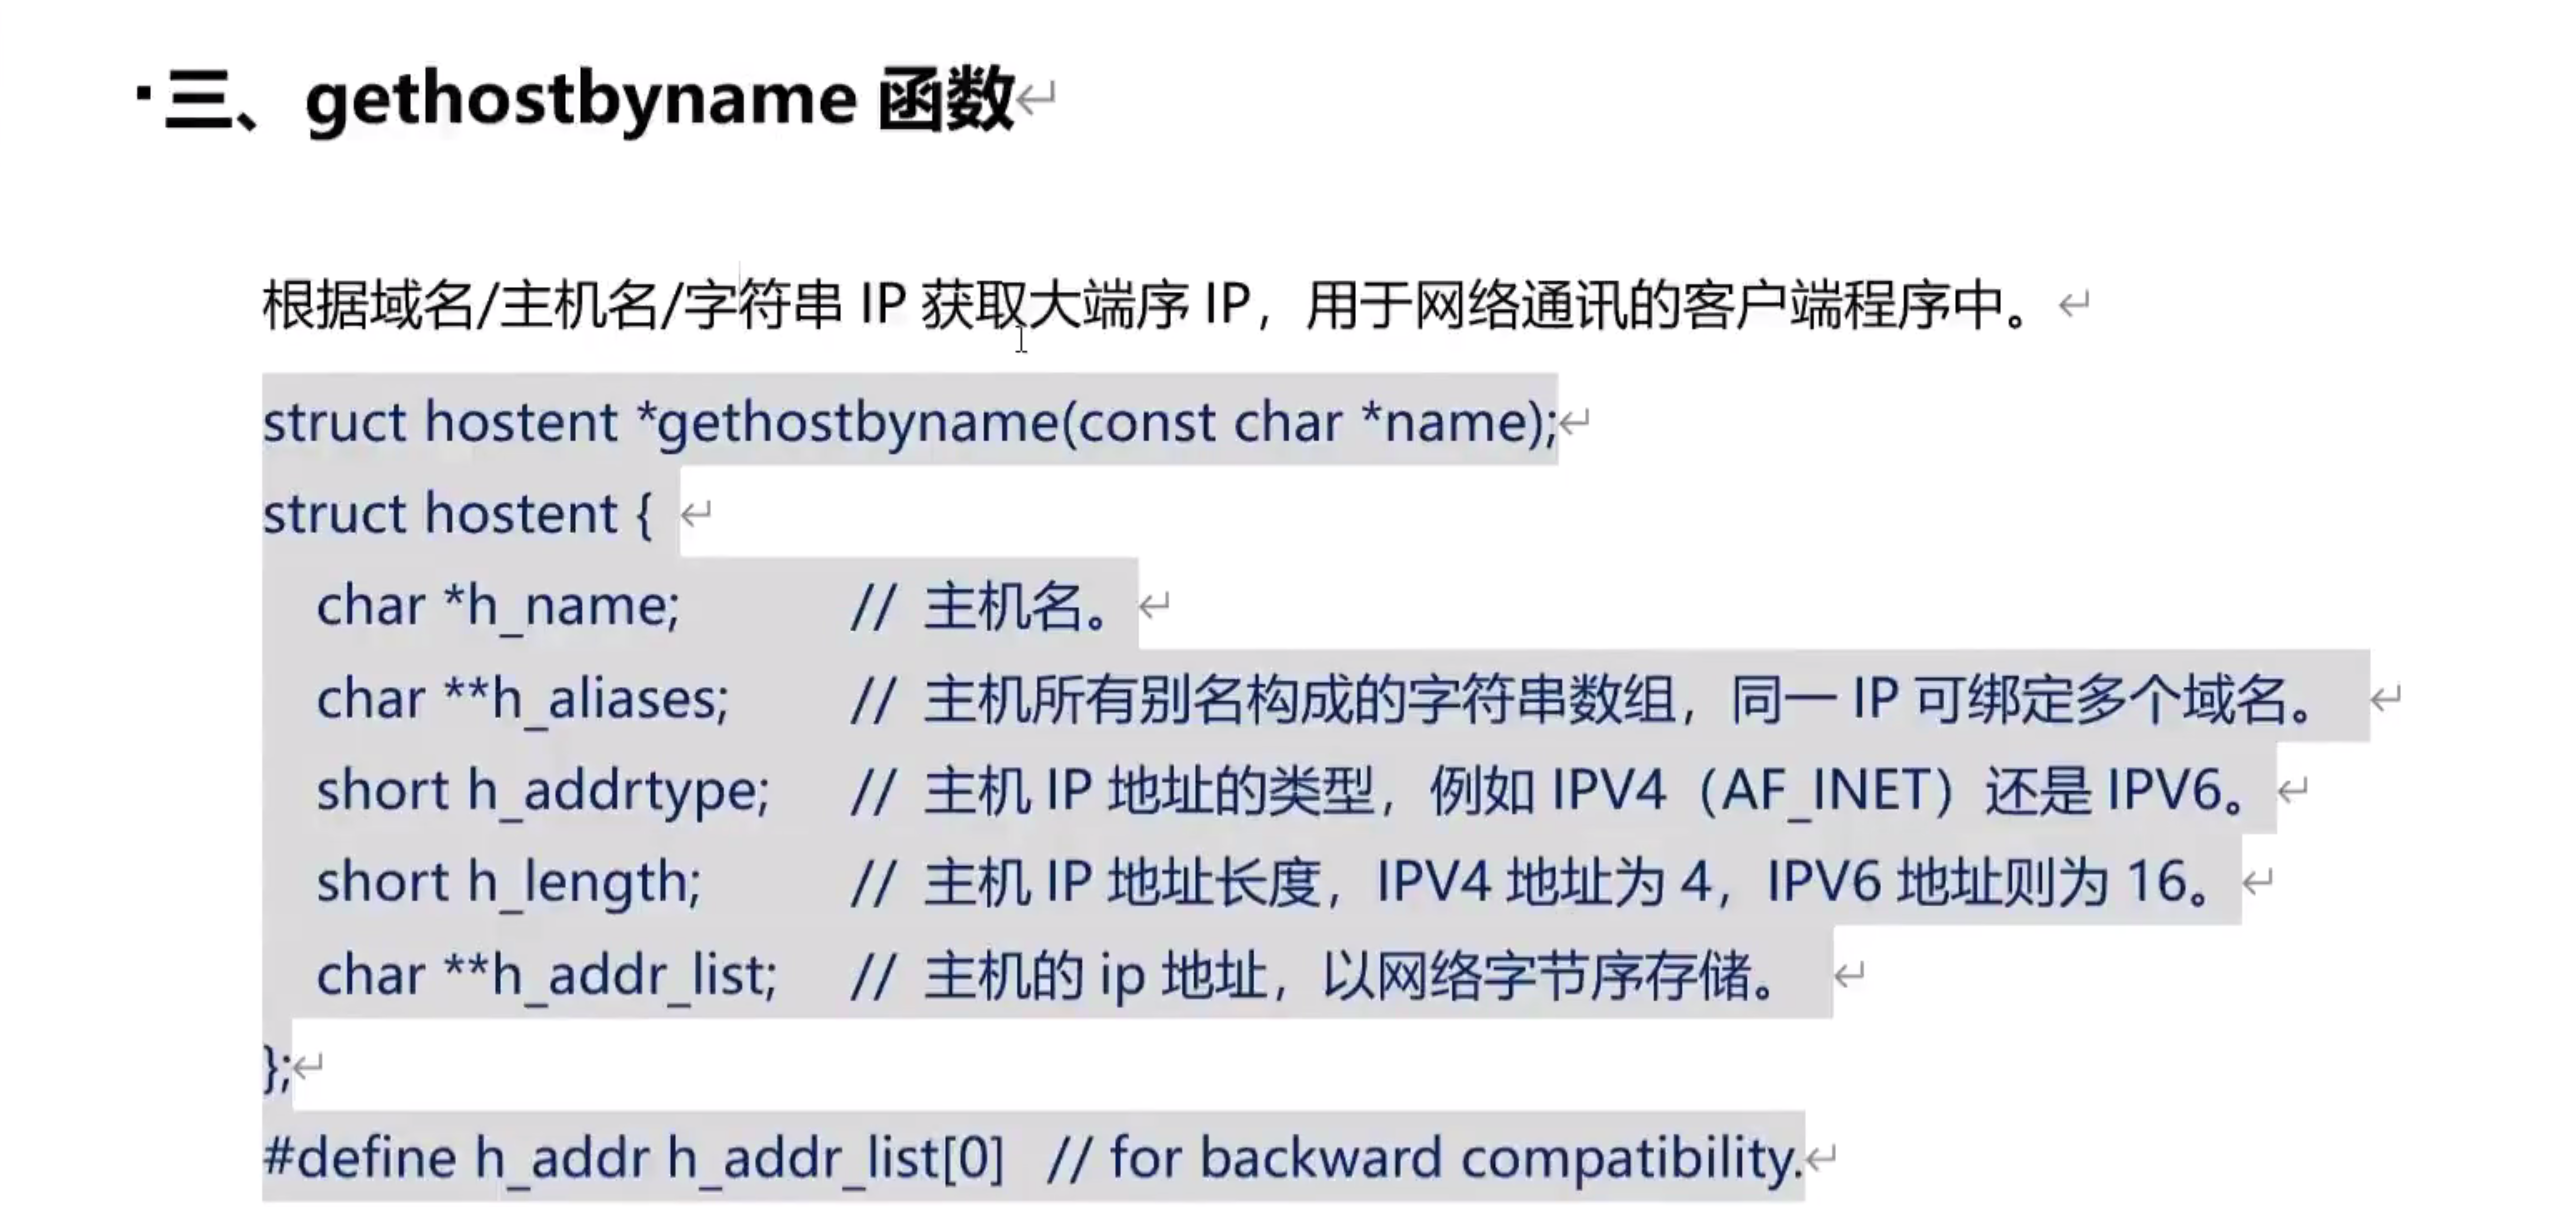 三、gethostbyname 函数
根据域名/主机名/字符串 IP 获取大端序 IP，用于网络通讯的客户端程序中。
struct hostent *gethostbyname(const char *name);
struct hostent {
char *h_name; // 主机名。
char **h_aliases; // 主机所有别名构成的字符串数组，同一 IP 可绑定多个域名。
short h_addrtype; // 主机 IP 地址的类型，例如 IPV4（AF_INET）还是 IPV6。
short h_length; // 主机 IP 地址长度，IPV4 地址为 4，IPV6 地址则为 16。
char **h_addr_list; // 主机的 ip 地址，以网络字节序存储。
};
#define h_addr h_addr_list[0] // for backward compatibility.